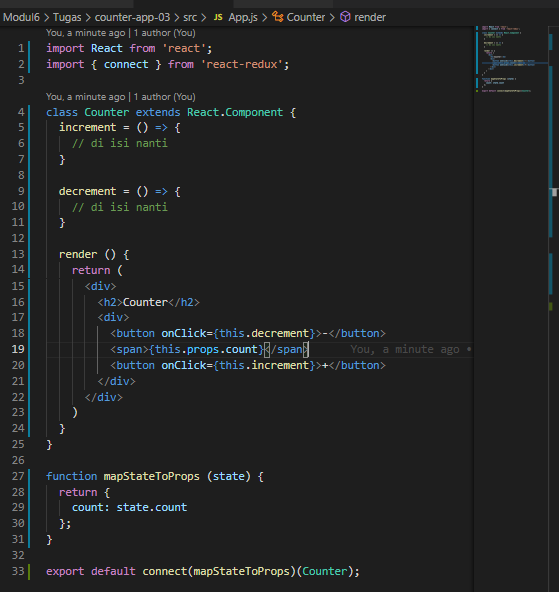 Modul6 > Tugas > counter-app-03 > src > App.js > Counter > render
You, a minute ago | 1 author (You)
1 import React from 'react';
2 import { connect } from 'react-redux';
3
You, a minute ago | 1 author (You)
4 class Counter extends React.Component {
5 increment = () => {
6 // di isi nanti
7 }
8
9 decrement = () => {
10 // di isi nanti
11 }
12
13 render () {
14 return (
15 <div>
16 <h2>Counter</h2>
17 <div>
18 <button onClick={this.decrement}>-</button>
19 <span>{this.props.count}</span> You, a minute ago •
20 <button onClick={this.increment}>+</button>
21 </div>
22 </div>
23 )
24 }
25 }
26
27 function mapStateToProps (state) {
28 return {
29 count: state.count
30 };
31 }
32
33 export default connect(mapStateToProps)(Counter);